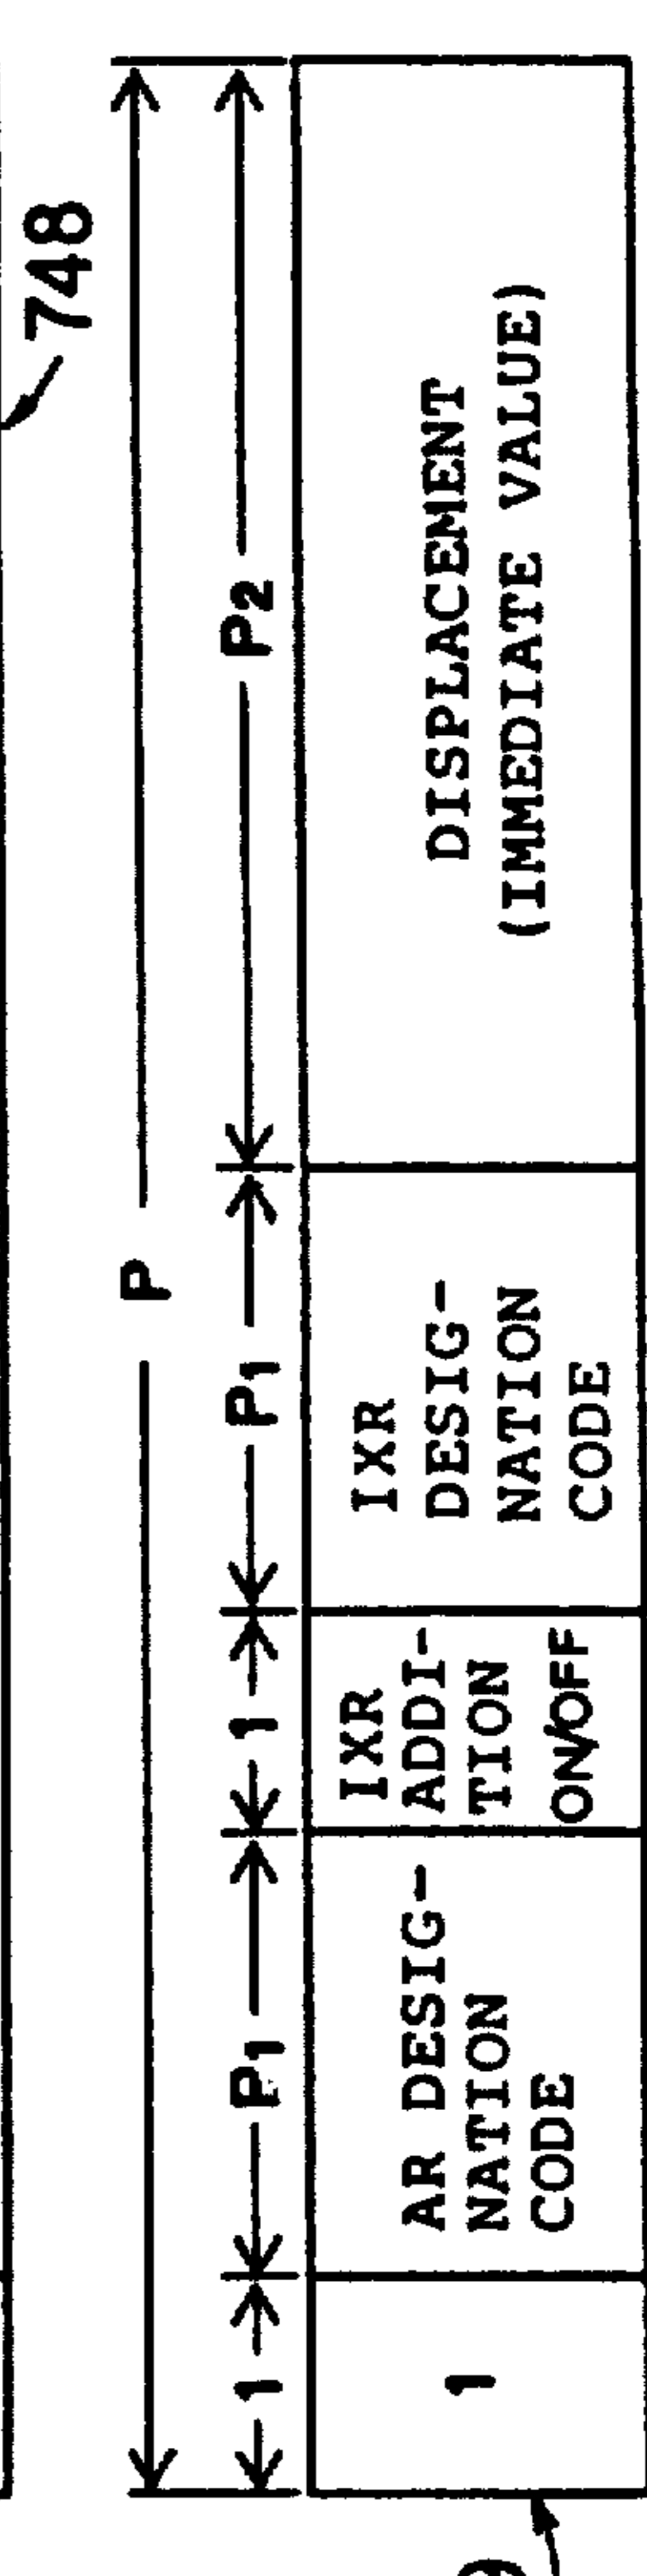 748
P
1
P1
1
P1
P2
1
AR DESIG-
NATION
CODE
IXR
ADDI-
TION
ON/OFF
IXR
DESIG-
NATION
CODE
DISPLACEMENT
(IMMEDIATE VALUE)